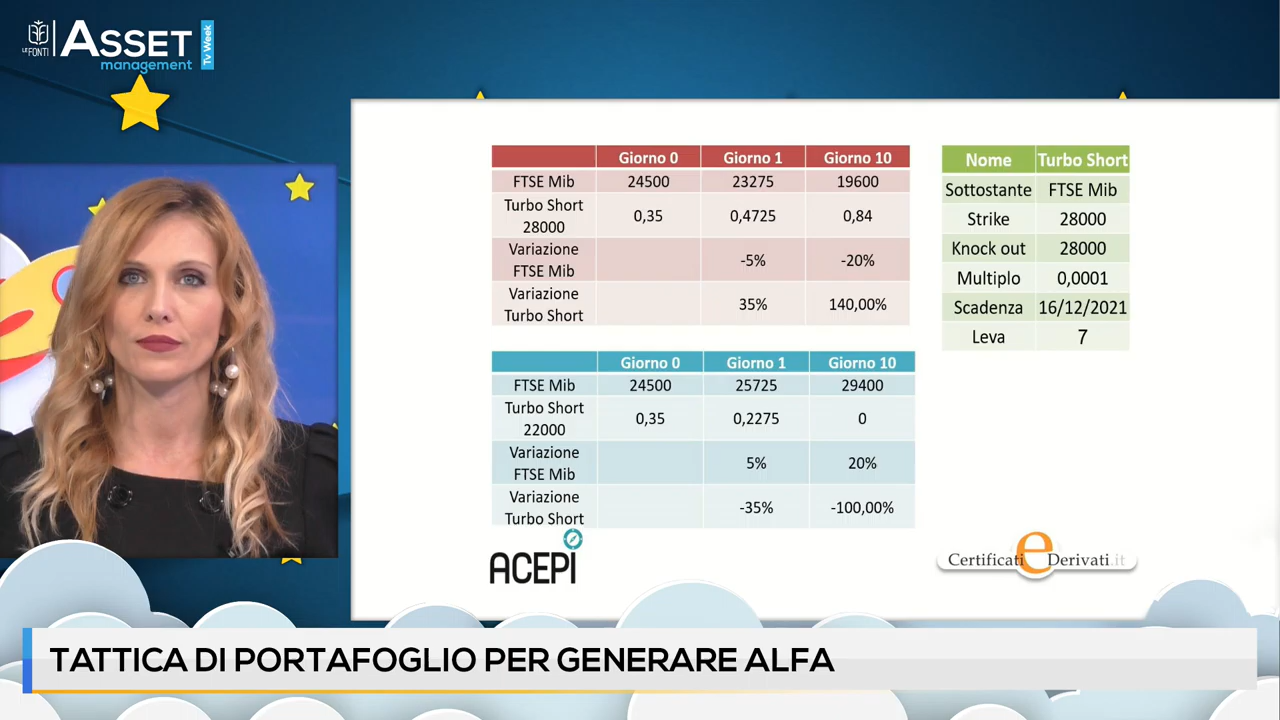 LE FONTI
ASSET
management
Tv Week
Giorno 0 Giorno 1 Giorno 10
FTSE Mib 24500 23275 19600
Turbo Short
28000 0,35 0,4725 0,84
Variazione
FTSE Mib -5% -20%
Variazione
Turbo Short 35% 140,00%
Nome Turbo Short
Sottostante FTSE Mib
Strike 28000
Knock out 28000
Multiplo 0,0001
Scadenza 16/12/2021
Leva 7
Giorno 0 Giorno 1 Giorno 10
FTSE Mib 24500 25725 29400
Turbo Short
22000 0,35 0,2275 0
Variazione
FTSE Mib 5% 20%
Variazione
Turbo Short -35% -100,00%
ACEPI
Certificati e Derivati.it
TATTICA DI PORTAFOGLIO PER GENERARE ALFA